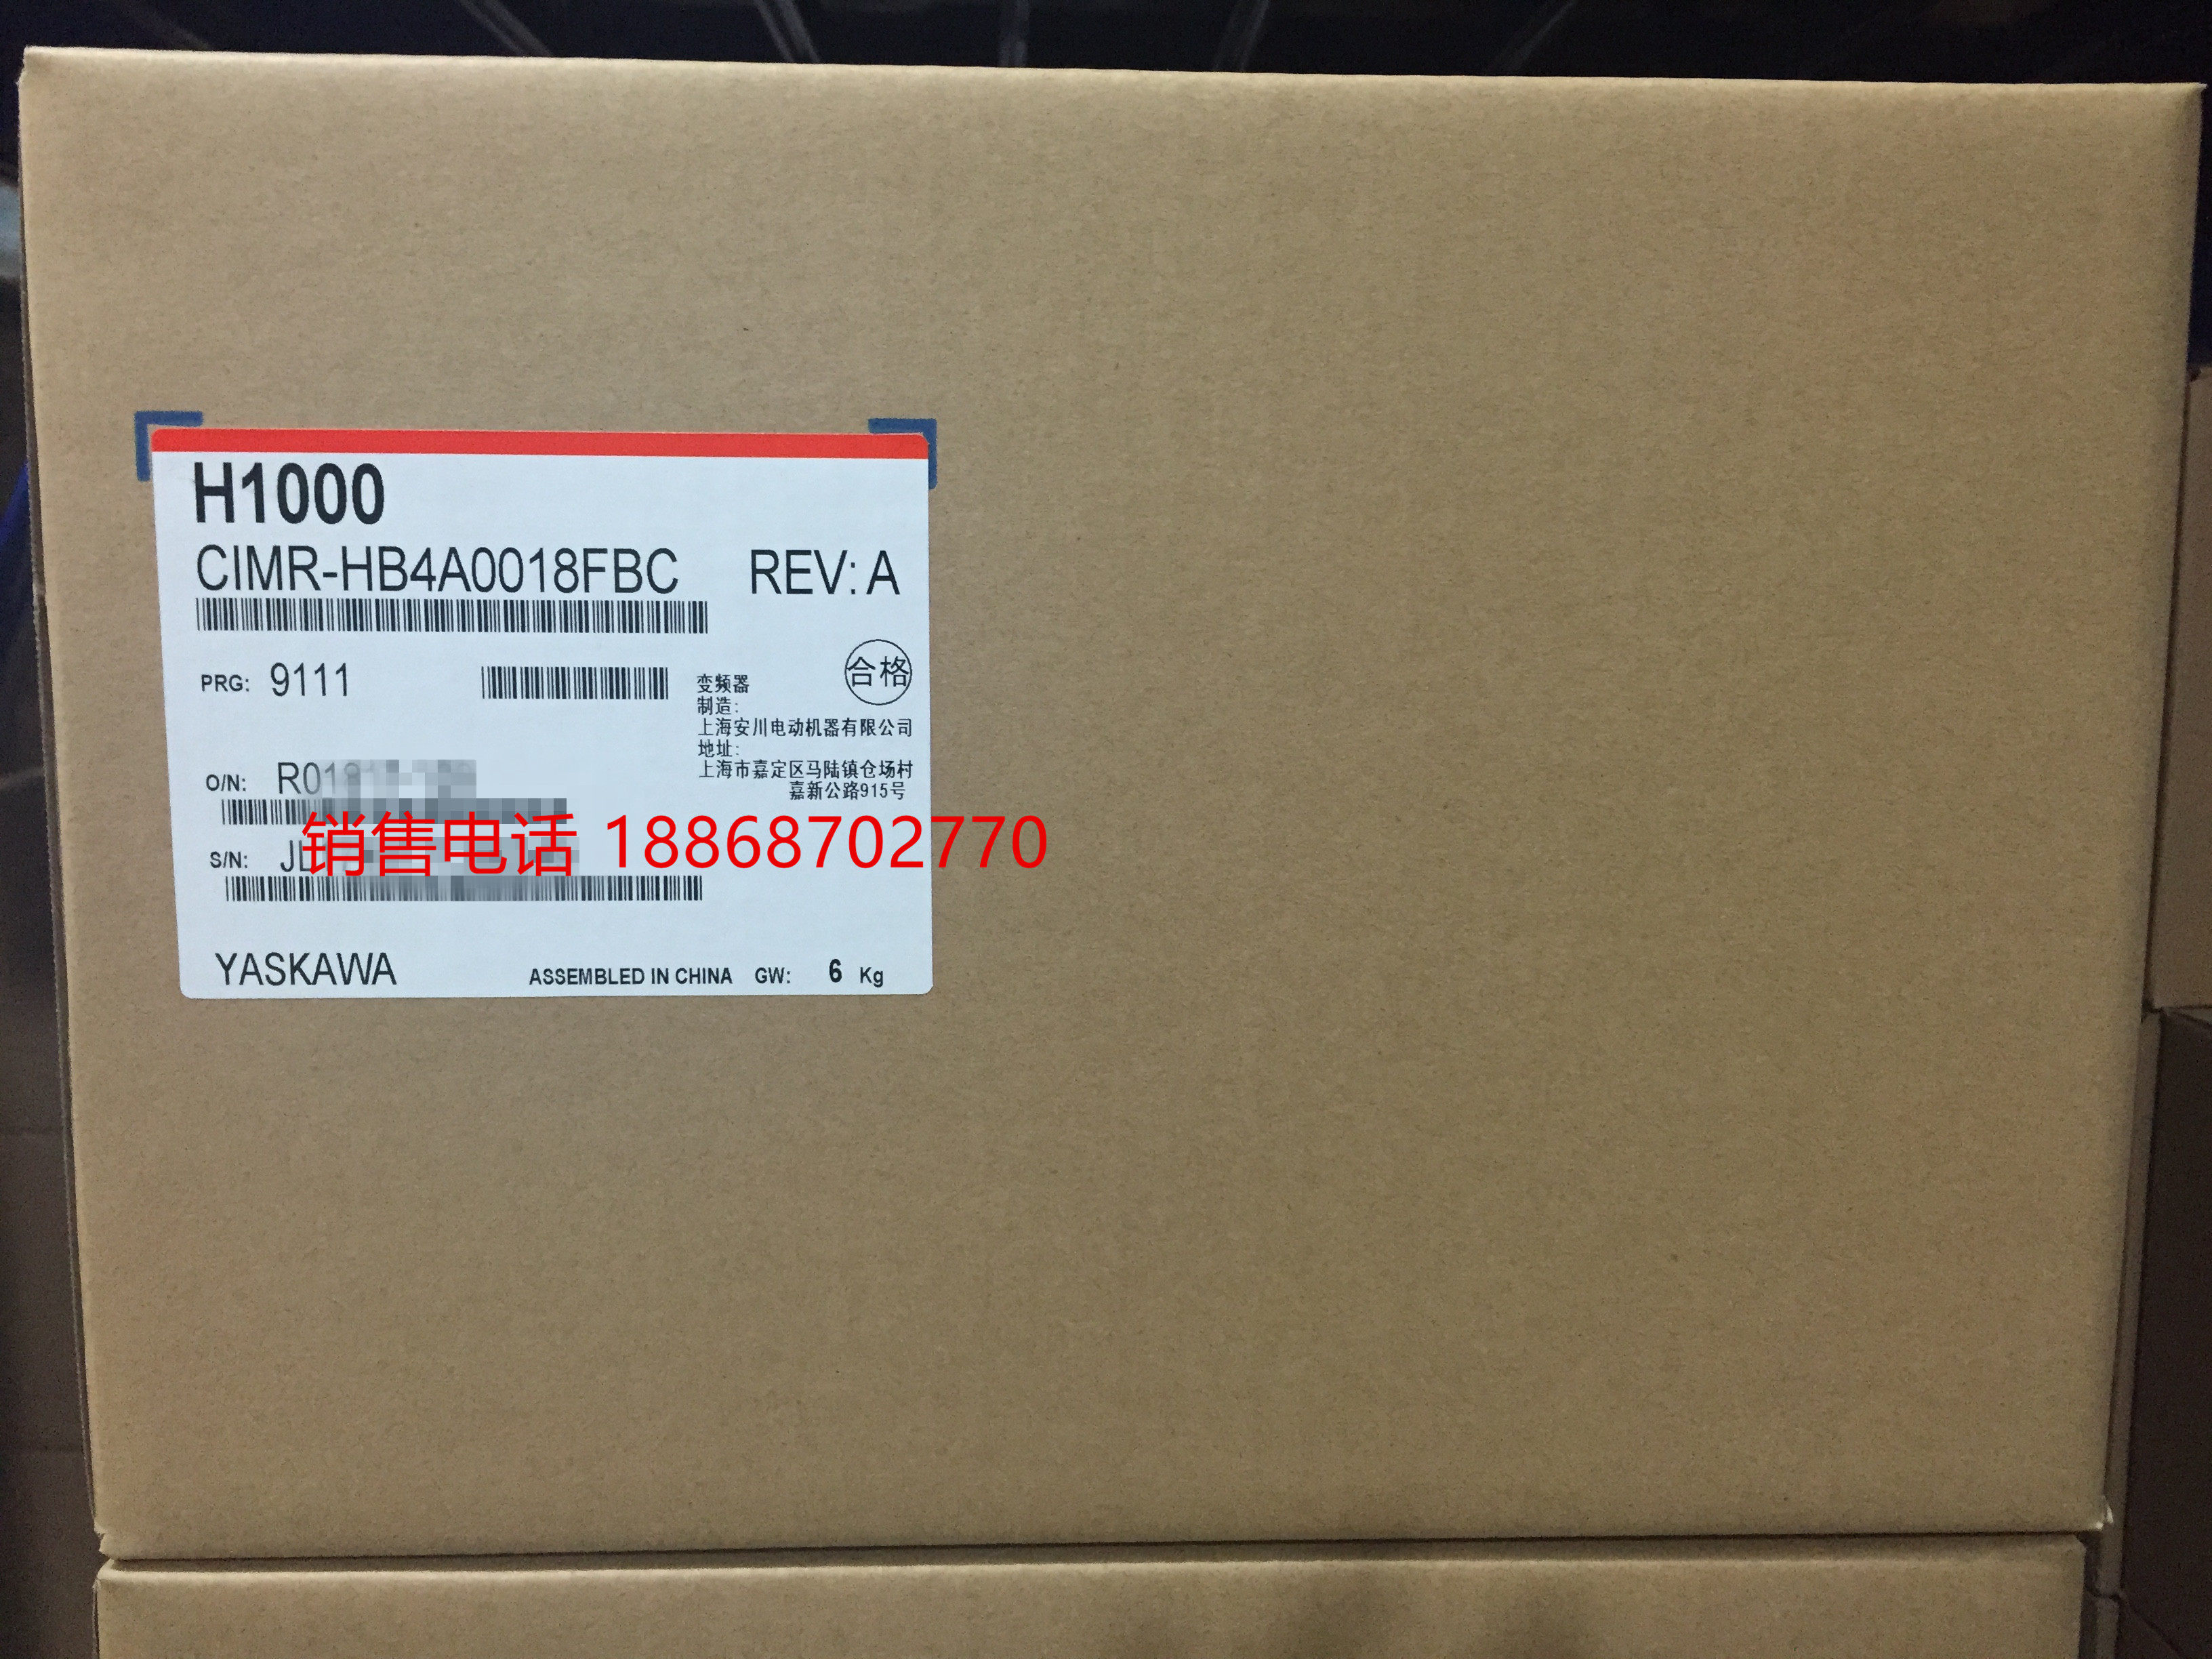 H1000
CIMR-HB4A0018FBC REV: A
PRG: 9111
合格
变频器
制造:
上海安川电动机器有限公司
地址:
上海市嘉定区马陆镇仓场村
嘉新公路915号
O/N:
销售电话 18868702770
S/N:
YASKAWA ASSEMBLED IN CHINA GW: 6 Kg